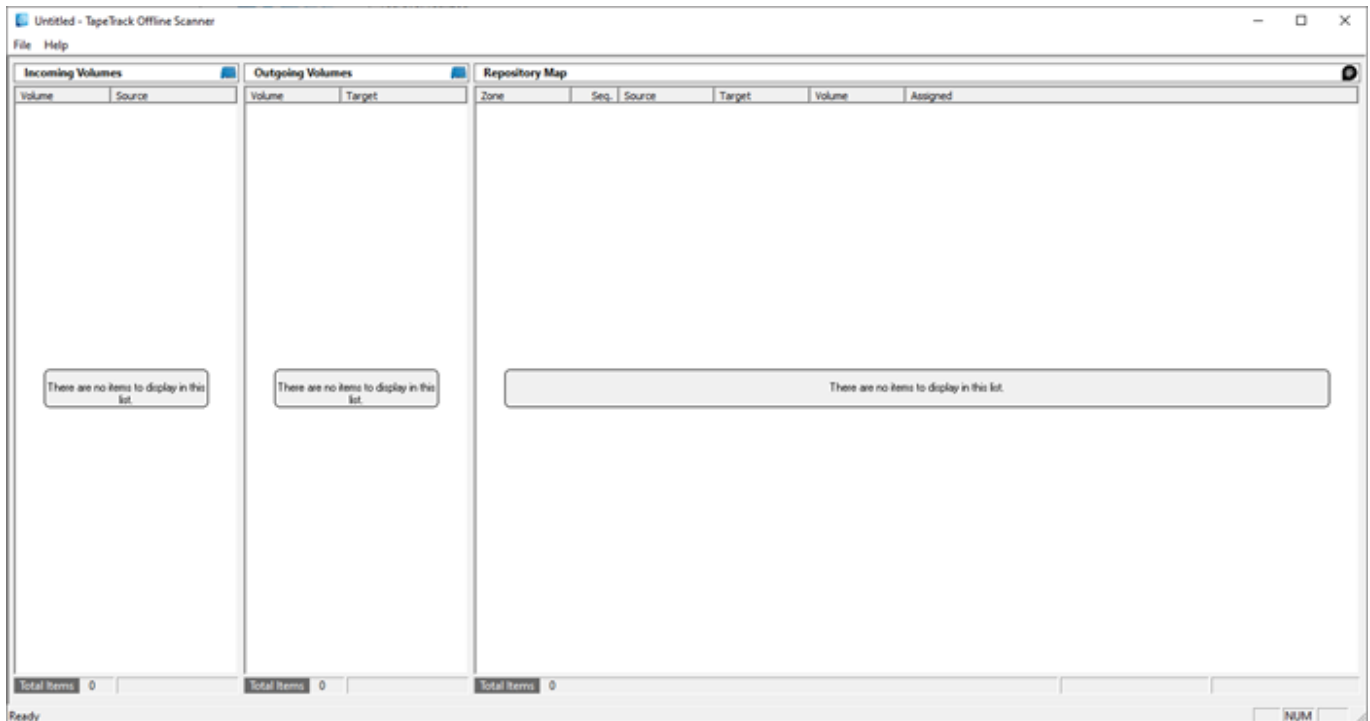 Untitled - TapeTrack Offline Scanner
File Help
Incoming Volumes
Volume Source
There are no items to display in this
list.
Total Items 0
Outgoing Volumes
Volume Target
There are no items to display in this
list.
Total Items 0
Repository Map
Zone Seq. Source Target Volume Assigned
There are no items to display in this list.
Total Items 0
Ready NUM